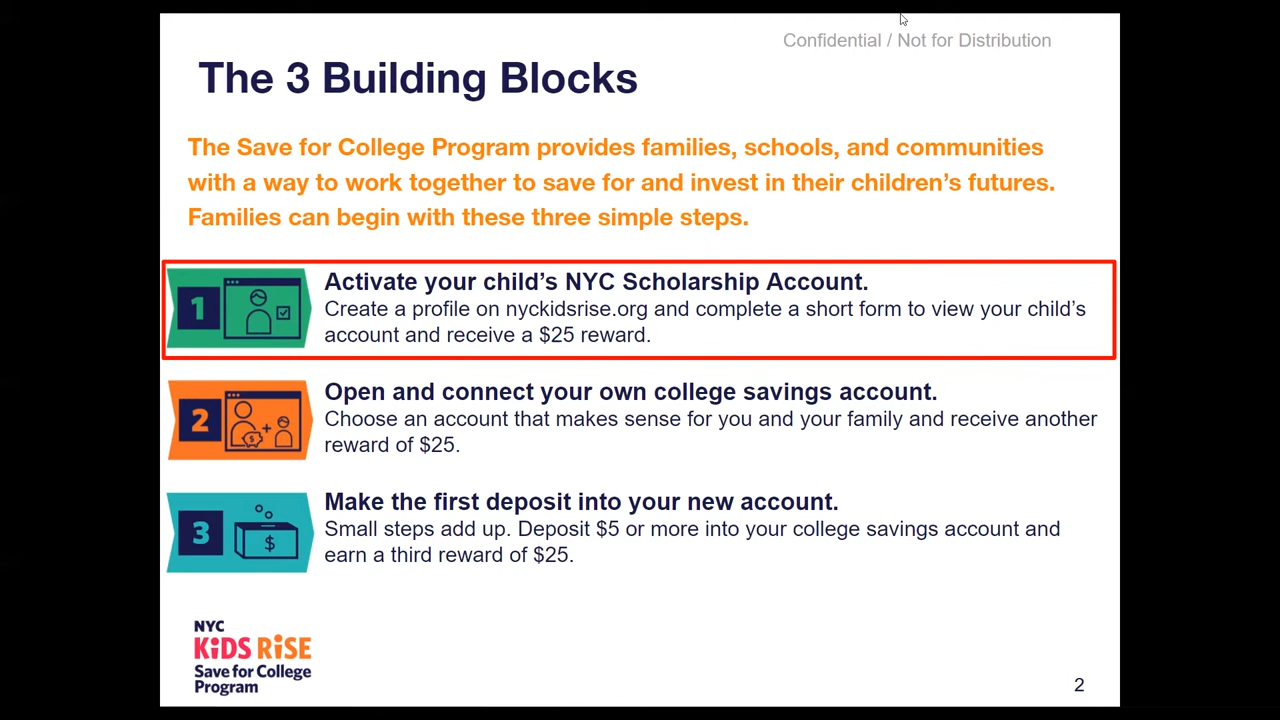 Confidential / Not for Distribution
The 3 Building Blocks
The Save for College Program provides families, schools, and communities
with a way to work together to save for and invest in their children’s futures.
Families can begin with these three simple steps.
1
Activate your child’s NYC Scholarship Account.
Create a profile on nyckidsrise.org and complete a short form to view your child’s
account and receive a $25 reward.
2
$
Open and connect your own college savings account.
Choose an account that makes sense for you and your family and receive another
reward of $25.
3
$
Make the first deposit into your new account.
Small steps add up. Deposit $5 or more into your college savings account and
earn a third reward of $25.
NYC
KiDS RiSE
Save for College
Program
2